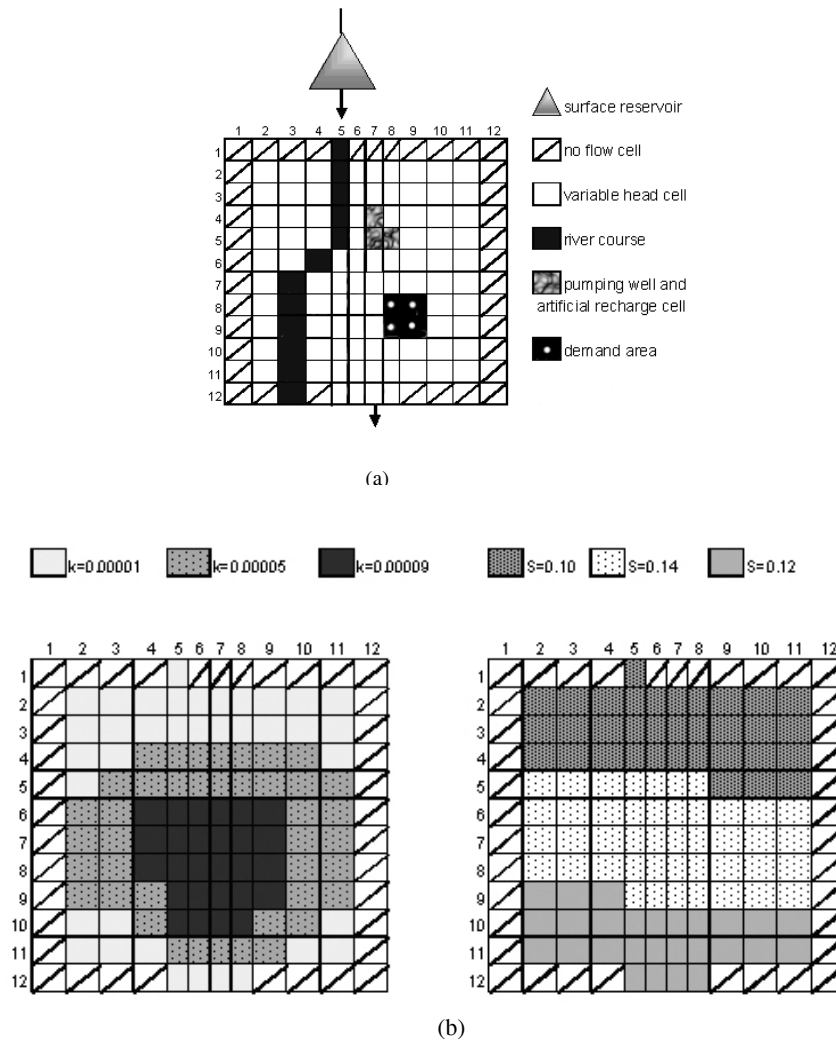 surface reservoir
1 2 3 4 5 6 7 8 9 10 11 12
1
no flow cell
2
3
variable head cell
4
5
river course
6
7
pumping well and
artificial recharge cell
8
9
demand area
10
11
12
(a)
k=0.00001 k=0.00005 k=0.00009 S=0.10 S=0.14 S=0.12
1 2 3 4 5 6 7 8 9 10 11 12
1
2
3
4
5
6
7
8
9
10
11
12
1 2 3 4 5 6 7 8 9 10 11 12
1
2
3
4
5
6
7
8
9
10
11
12
(b)